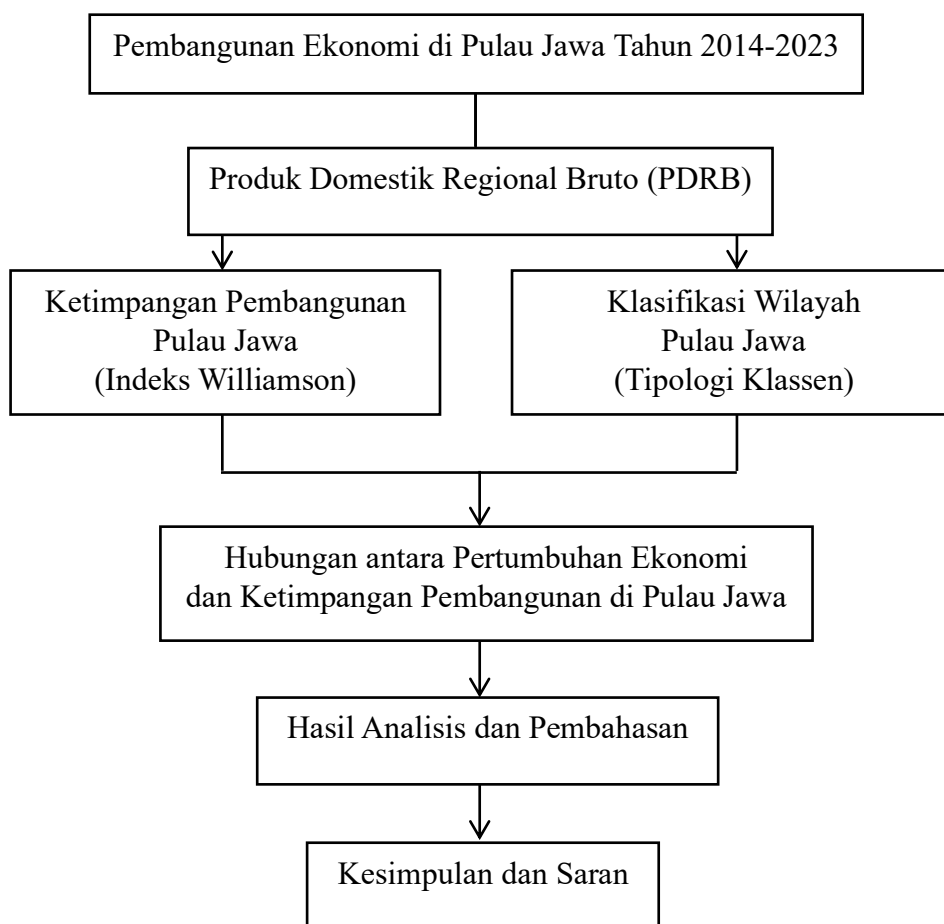 Pembangunan Ekonomi di Pulau Jawa Tahun 2014-2023
Produk Domestik Regional Bruto (PDRB)
Ketimpangan Pembangunan
Pulau Jawa
(Indeks Williamson)
Klasifikasi Wilayah
Pulau Jawa
(Tipologi Klassen)
Hubungan antara Pertumbuhan Ekonomi
dan Ketimpangan Pembangunan di Pulau Jawa
Hasil Analisis dan Pembahasan
Kesimpulan dan Saran